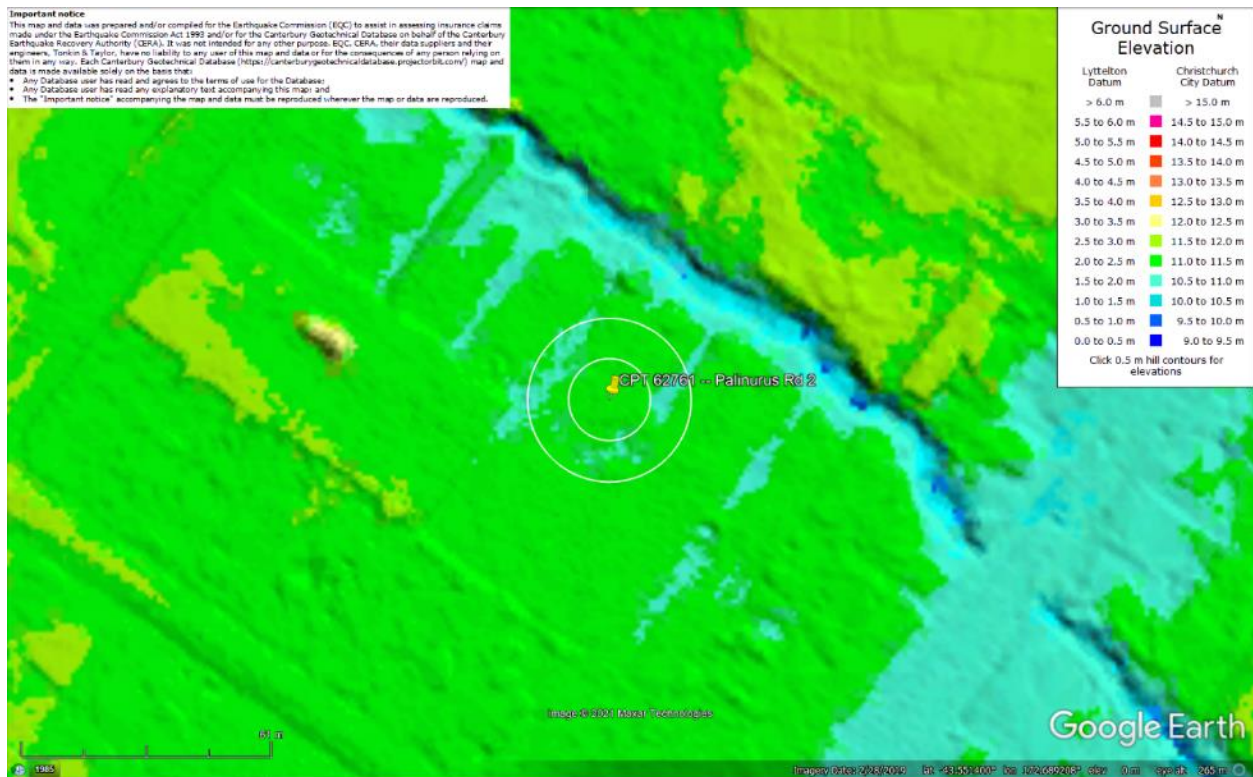 Important notice
This map and data was prepared and/or compiled for the Earthquake Commission (EQC) to assist in assessing insurance claims
made under the Earthquake Commission Act 1993 and/or for the Canterbury Geotechnical Database on behalf of the Canterbury
Earthquake Recovery Authority (CERA). It was not intended for any other purpose. EQC, CERA, their data suppliers and their
engineers, Tonkin & Taylor, have no liability to any user of this map and data or for the consequences of any person relying on
them in any way. Each Canterbury Geotechnical Database (https://canterburygeotechnicaldatabase.projectorbit.com/) map and
data is made available solely on the basis that:
• Any Database user has read and agrees to the terms of use for the Database;
• Any Database user has read any explanatory text accompanying this map; and
• The "Important notice" accompanying the map and data must be reproduced wherever the map or data are reproduced.
N
Ground Surface
Elevation
Lyttelton Datum Christchurch City Datum
> 6.0 m > 15.0 m
5.5 to 6.0 m 14.5 to 15.0 m
5.0 to 5.5 m 14.0 to 14.5 m
4.5 to 5.0 m 13.5 to 14.0 m
4.0 to 4.5 m 13.0 to 13.5 m
3.5 to 4.0 m 12.5 to 13.0 m
3.0 to 3.5 m 12.0 to 12.5 m
2.5 to 3.0 m 11.5 to 12.0 m
2.0 to 2.5 m 11.0 to 11.5 m
1.5 to 2.0 m 10.5 to 11.0 m
1.0 to 1.5 m 10.0 to 10.5 m
0.5 to 1.0 m 9.5 to 10.0 m
0.0 to 0.5 m 9.0 to 9.5 m
Click 0.5 m hill contours for
elevations
CPT 62761 -- Palinurus Rd 2
Image © 2021 Maxar Technologies
Google Earth
61 m
1985
Imagery Date: 2/28/2019 lat -43.551400° lon 172.689208° elev 0 m eye alt 265 m